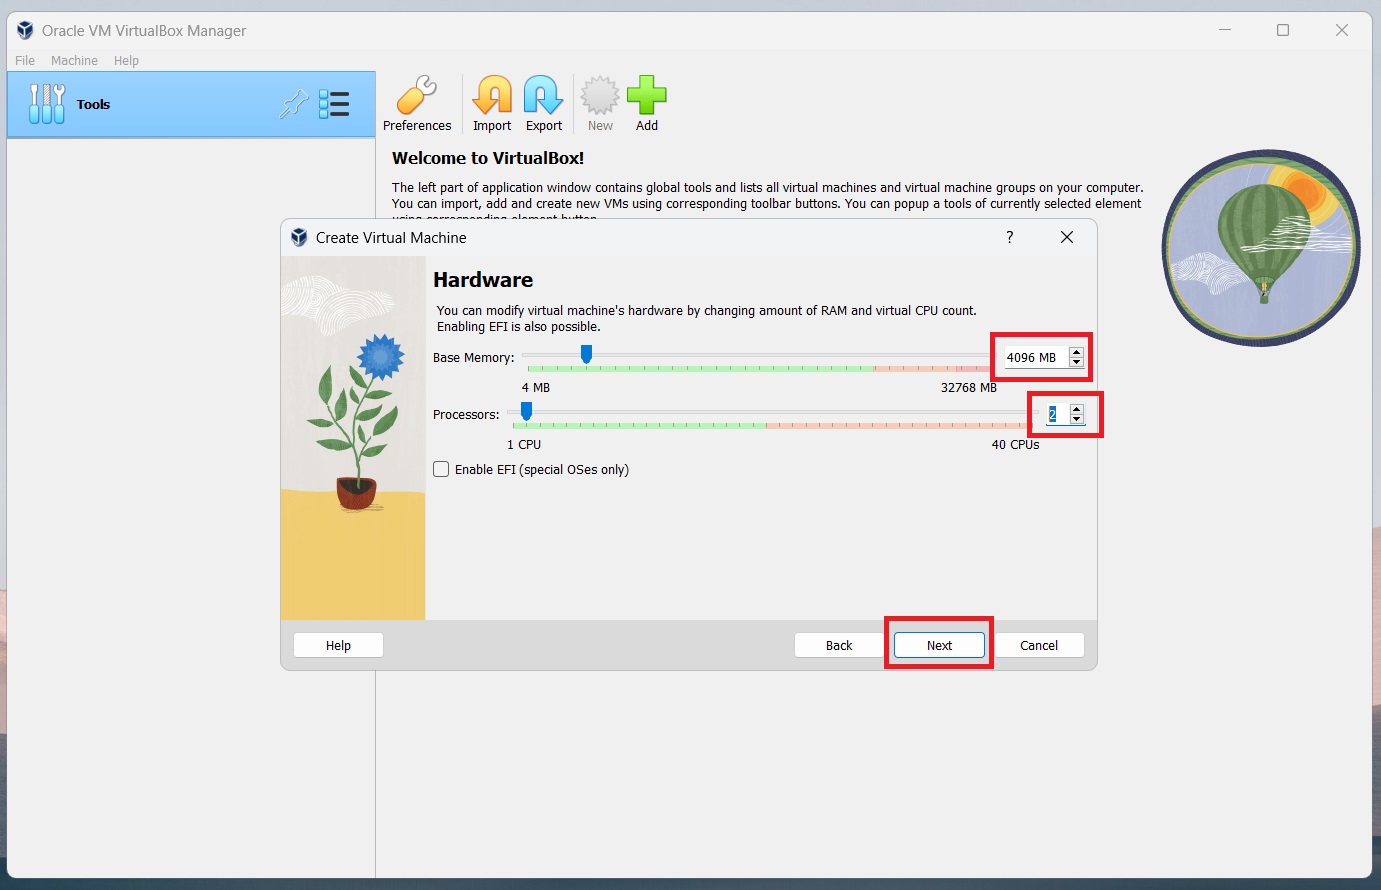 Oracle VM VirtualBox Manager
File Machine Help
Tools
Preferences Import Export New Add
Welcome to VirtualBox!
The left part of application window contains global tools and lists all virtual machines and virtual machine groups on your computer.
You can import, add and create new VMs using corresponding toolbar buttons. You can popup a tools of currently selected element
using corresponding element button.
Create Virtual Machine ?
Hardware
You can modify virtual machine's hardware by changing amount of RAM and virtual CPU count.
Enabling EFI is also possible.
Base Memory: 4096 MB
4 MB 32768 MB
Processors: 2
1 CPU 40 CPUs
Enable EFI (special OSes only)
Help Back Next Cancel